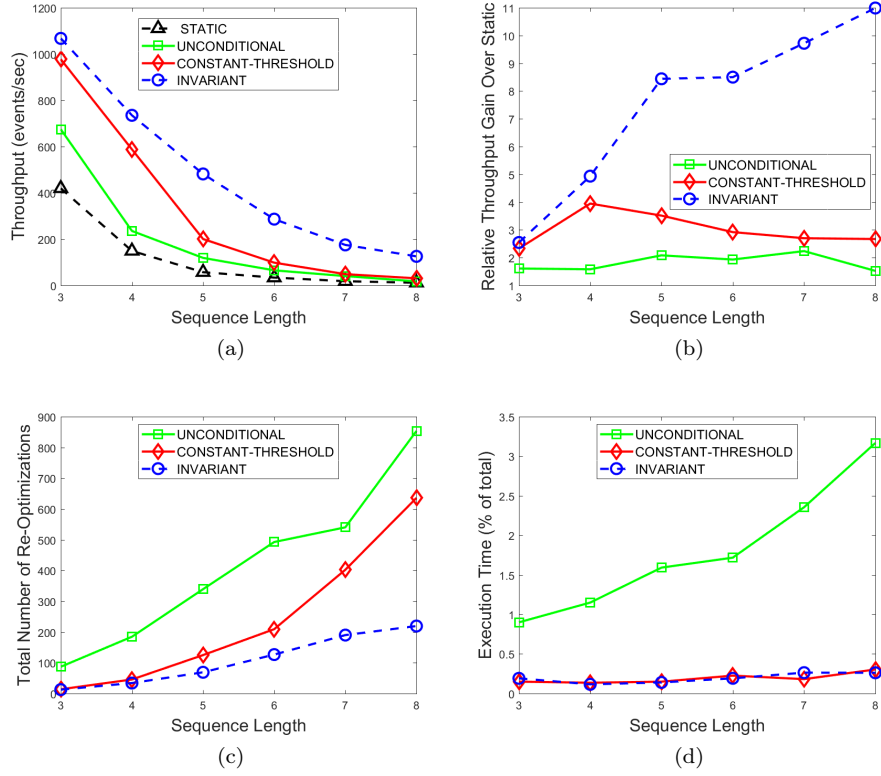 1200
1000
800
600
400
200
0
3 4 5 6 7 8
Throughput (events/sec)
Sequence Length
STATIC
UNCONDITIONAL
CONSTANT-THRESHOLD
INVARIANT
(a)
11
10
9
8
7
6
5
4
3
2
1
3 4 5 6 7 8
Relative Throughput Gain Over Static
Sequence Length
UNCONDITIONAL
CONSTANT-THRESHOLD
INVARIANT
(b)
900
800
700
600
500
400
300
200
100
0
3 4 5 6 7 8
Total Number of Re-Optimizations
Sequence Length
UNCONDITIONAL
CONSTANT-THRESHOLD
INVARIANT
(c)
3.5
3
2.5
2
1.5
1
0.5
0
3 4 5 6 7 8
Execution Time (% of total)
Sequence Length
UNCONDITIONAL
CONSTANT-THRESHOLD
INVARIANT
(d)